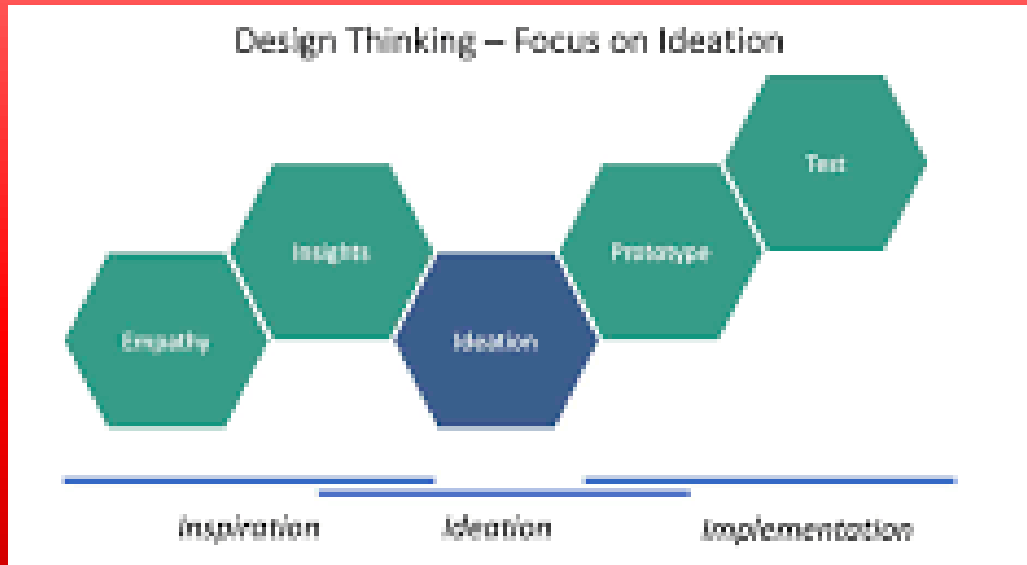 Design Thinking – Focus on Ideation
Test
Insights
Prototype
Empathy
Ideation
Inspiration
Ideation
Implementation